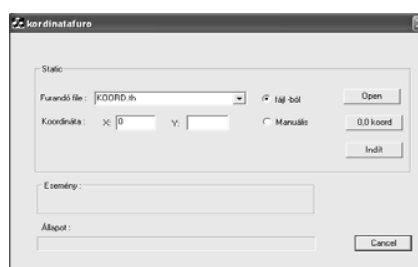 kordinatafuro
Static
Furandó file : KOORD.th fájl -ból Open
Koordináta : X: 0 Y: Manuális 0,0 koord
Indít
Esemény :
Állapot :
Cancel